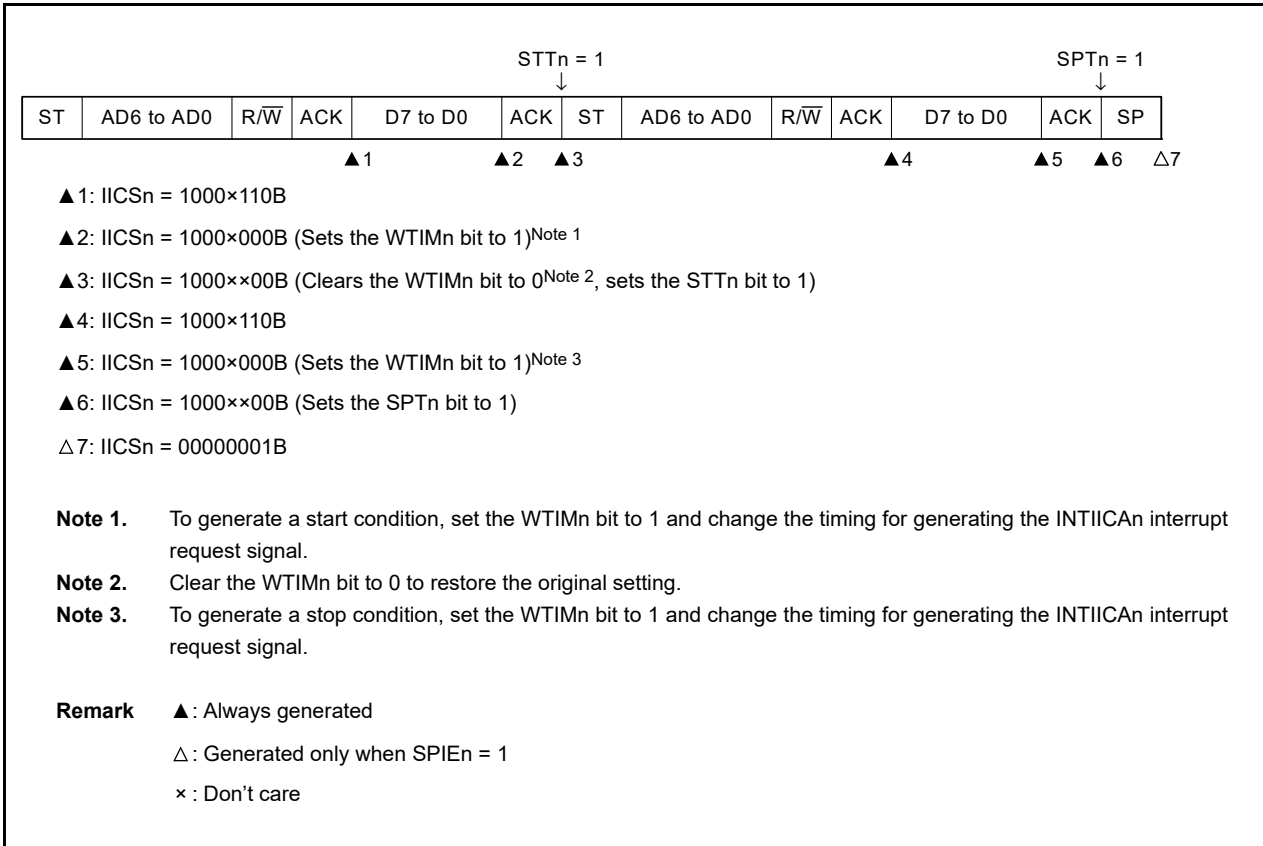 STTn = 1 SPTn = 1
↓ ↓
ST AD6 to AD0 R/W̅ ACK D7 to D0 ACK ST AD6 to AD0 R/W̅ ACK D7 to D0 ACK SP
▲1 ▲2 ▲3 ▲4 ▲5 ▲6 △7
▲1: IICSn = 1000×110B
▲2: IICSn = 1000×000B (Sets the WTIMn bit to 1)Note 1
▲3: IICSn = 1000××00B (Clears the WTIMn bit to 0Note 2, sets the STTn bit to 1)
▲4: IICSn = 1000×110B
▲5: IICSn = 1000×000B (Sets the WTIMn bit to 1)Note 3
▲6: IICSn = 1000××00B (Sets the SPTn bit to 1)
△7: IICSn = 00000001B
Note 1. To generate a start condition, set the WTIMn bit to 1 and change the timing for generating the INTIICAn interrupt
request signal.
Note 2. Clear the WTIMn bit to 0 to restore the original setting.
Note 3. To generate a stop condition, set the WTIMn bit to 1 and change the timing for generating the INTIICAn interrupt
request signal.
Remark ▲: Always generated
△: Generated only when SPIEn = 1
×: Don't care